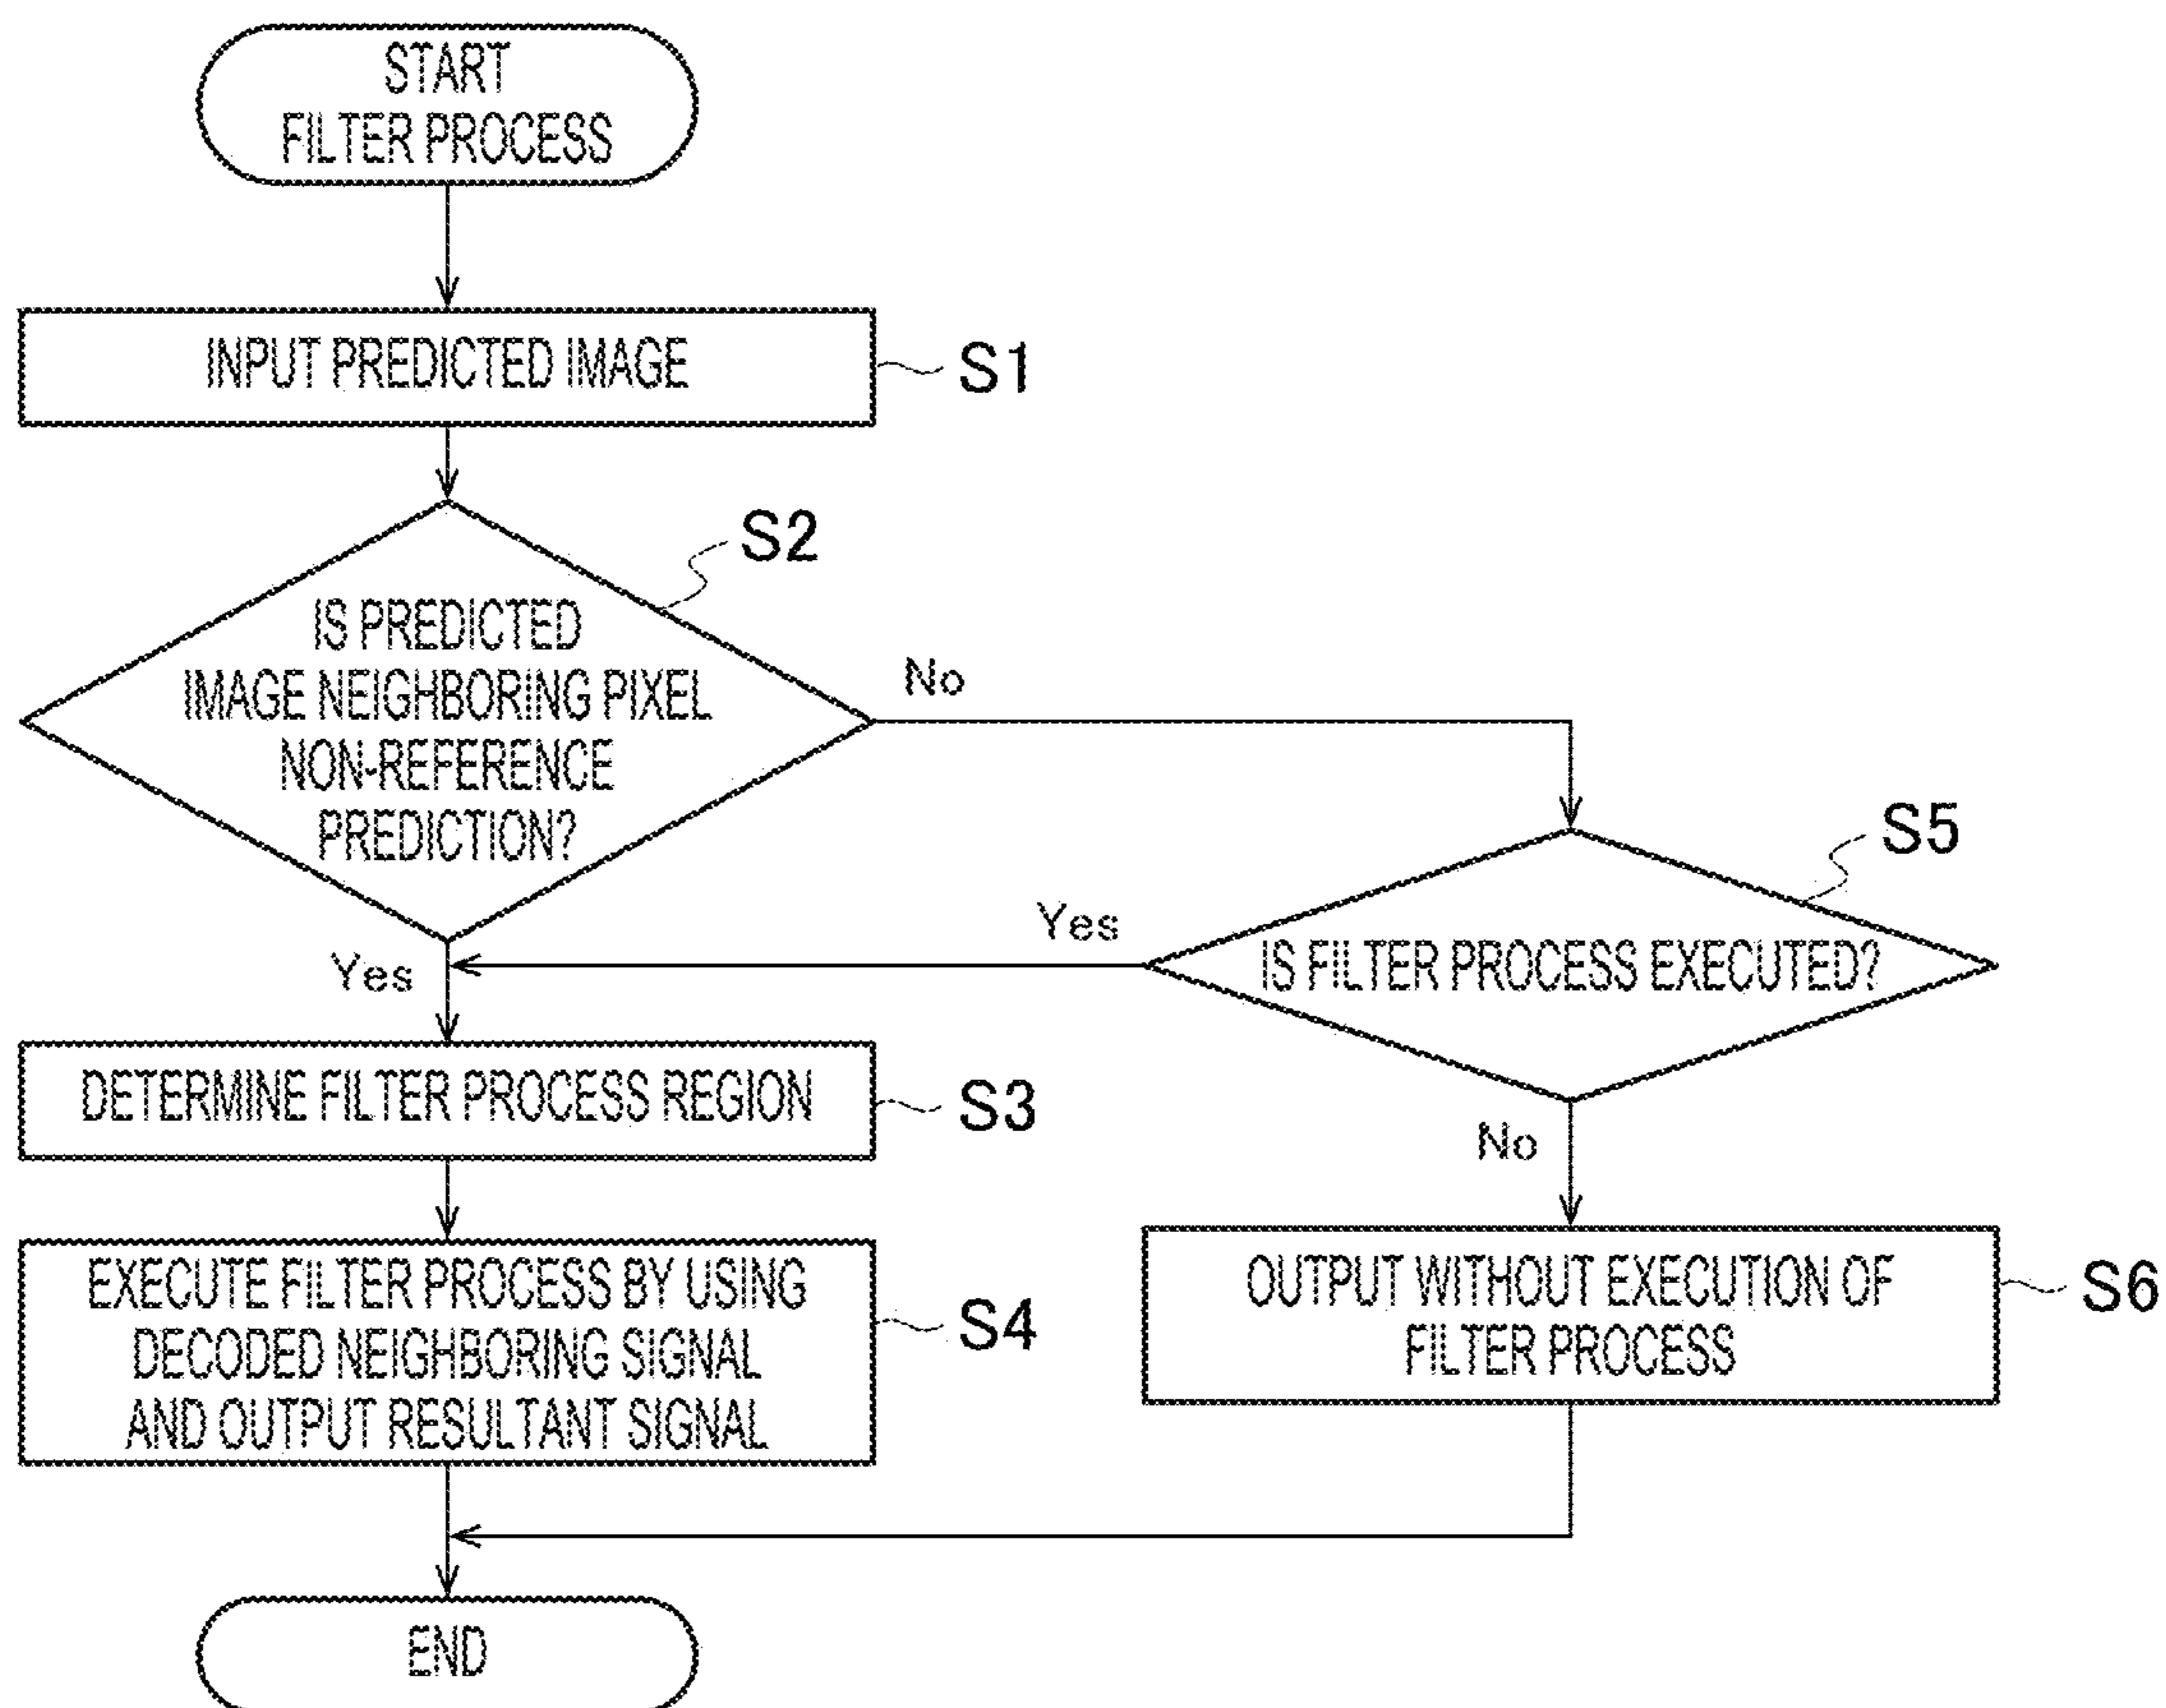 START
FILTER PROCESS
INPUT PREDICTED IMAGE
S1
S2
IS PREDICTED
IMAGE NEIGHBORING PIXEL
NON-REFERENCE
PREDICTION?
No
Yes
S5
IS FILTER PROCESS EXECUTED?
Yes
No
DETERMINE FILTER PROCESS REGION
S3
EXECUTE FILTER PROCESS BY USING
DECODED NEIGHBORING SIGNAL
AND OUTPUT RESULTANT SIGNAL
S4
OUTPUT WITHOUT EXECUTION OF
FILTER PROCESS
S6
END